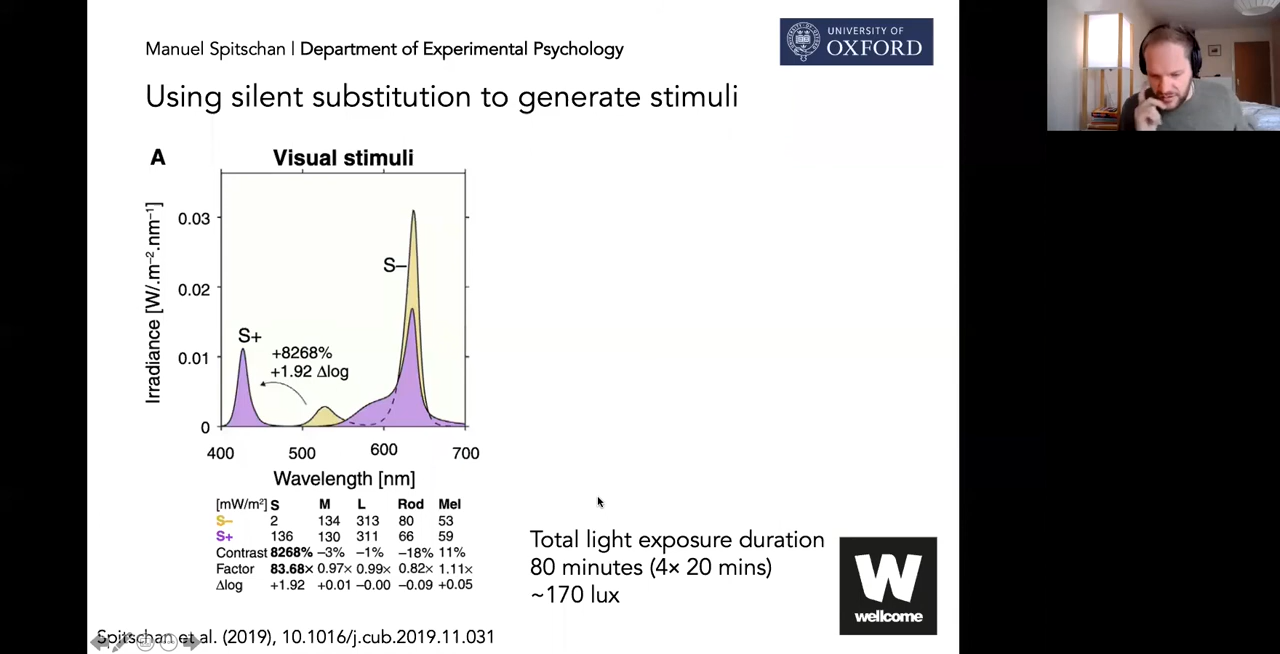 Manuel Spitschan | Department of Experimental Psychology
UNIVERSITY OF
OXFORD
Using silent substitution to generate stimuli
A
Visual stimuli
Irradiance [W/.m⁻².nm⁻¹]
0.03
0.02
0.01
0
S–
S+
+8268%
+1.92 Δlog
400 500 600 700
Wavelength [nm]
[mW/m²] S M L Rod Mel
S– 2 134 313 80 53
S+ 136 130 311 66 59
Contrast 8268% –3% –1% –18% 11%
Factor 83.68× 0.97× 0.99× 0.82× 1.11×
Δlog +1.92 +0.01 –0.00 –0.09 +0.05
Total light exposure duration
80 minutes (4× 20 mins)
~170 lux
W
wellcome
Spitschan et al. (2019), 10.1016/j.cub.2019.11.031